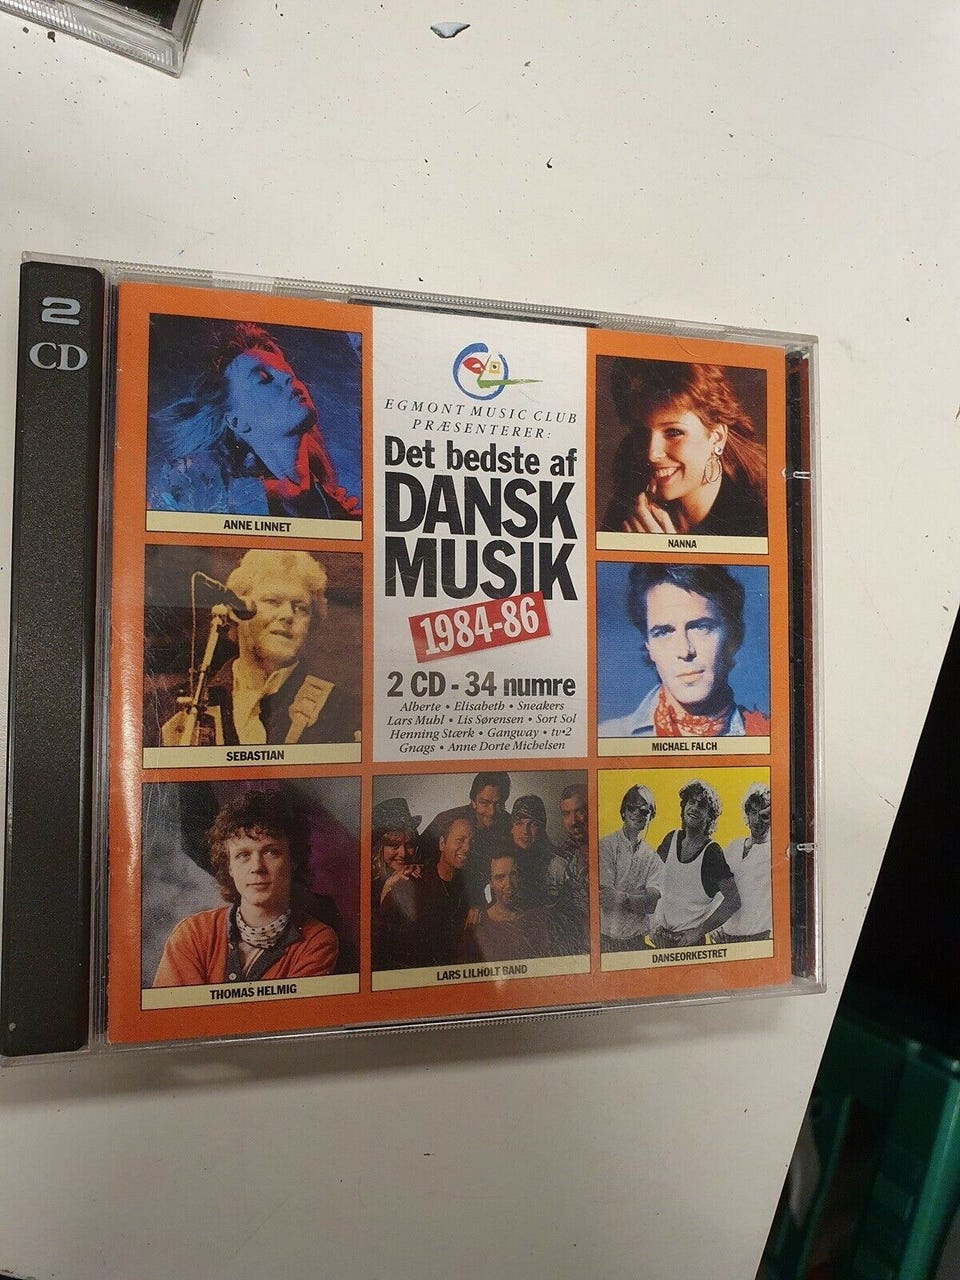 2
CD
EGMONT MUSIC CLUB
PRÆSENTERER:
Det bedste af
DANSK
MUSIK
1984-86
2 CD - 34 numre
Alberte • Elisabeth • Sneakers
Lars Muhl • Lis Sørensen • Sort Sol
Henning Stærk • Gangway • tv•2
Gnags • Anne Dorte Michelsen
ANNE LINNET
NANNA
SEBASTIAN
MICHAEL FALCH
THOMAS HELMIG
LARS LILHOLT BAND
DANSEORKESTRET